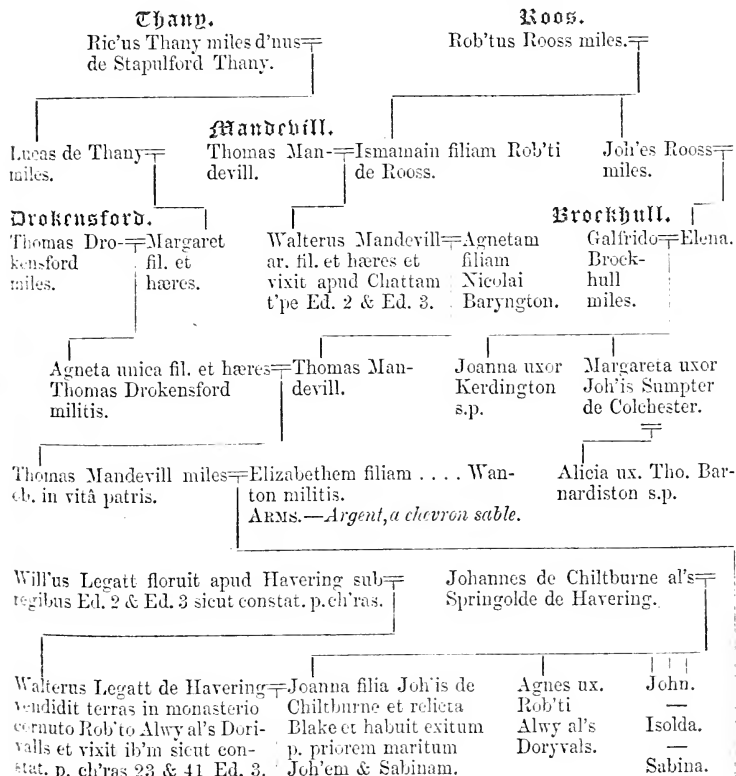 Thany.
Ric'us Thany miles d'nus
de Stapulford Thany.
Roos.
Rob'tus Rooss miles.
Lucas de Thany
miles.
Mandevill.
Thomas Man-
devill.
Ismamain filiam Rob'ti
de Rooss.
Joh'es Rooss
miles.
Drokensford.
Thomas Dro-
kensford
miles.
Margaret
fil. et
hæres.
Walterus Mandevill
ar. fil. et hæres et
vixit apud Chattam
t'pe Ed. 2 & Ed. 3.
Agnetam
filiam
Nicolai
Baryngton.
Brockhull.
Galfrido
Brock-
hull
miles.
Elena.
Agneta unica fil. et hæres
Thomas Drokensford
militis.
Thomas Man-
devill.
Joanna uxor
Kerdington
s.p.
Margareta uxor
Joh'is Sumpter
de Colchester.
Thomas Mandevill miles
ob. in vitâ patris.
Elizabethem filiam . . . . Wan-
ton militis.
ARMS.—Argent, a chevron sable.
Alicia ux. Tho. Bar-
nardiston s.p.
Will'us Legatt floruit apud Havering sub
regibus Ed. 2 & Ed. 3 sicut constat. p. ch'ras.
Johannes de Chiltburne al's
Springolde de Havering.
Walterus Legatt de Havering
vendidit terras in monasterio
cornuto Rob'to Alwy al's Dori-
valls et vixit ib'm sicut con-
stat. p. ch'ras 23 & 41 Ed. 3.
Joanna filia Joh'is de
Chiltburne et relicta
Blake et habuit exitum
p. priorem maritum
Joh'em & Sabinam.
Agnes ux.
Rob'ti
Alwy al's
Doryvals.
John.
—
Isolda.
—
Sabina.